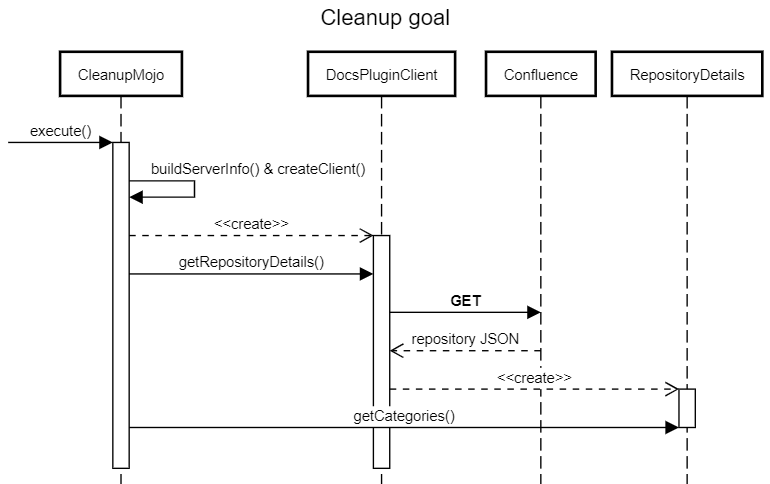 Cleanup goal
CleanupMojo
DocsPluginClient
Confluence
RepositoryDetails
execute()
buildServerInfo() & createClient()
<<create>>
getRepositoryDetails()
GET
repository JSON
<<create>>
getCategories()